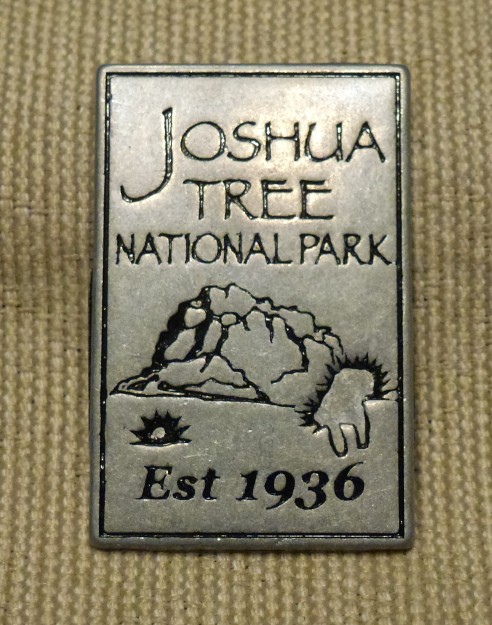 JOSHUA
TREE
NATIONAL PARK
Est 1936